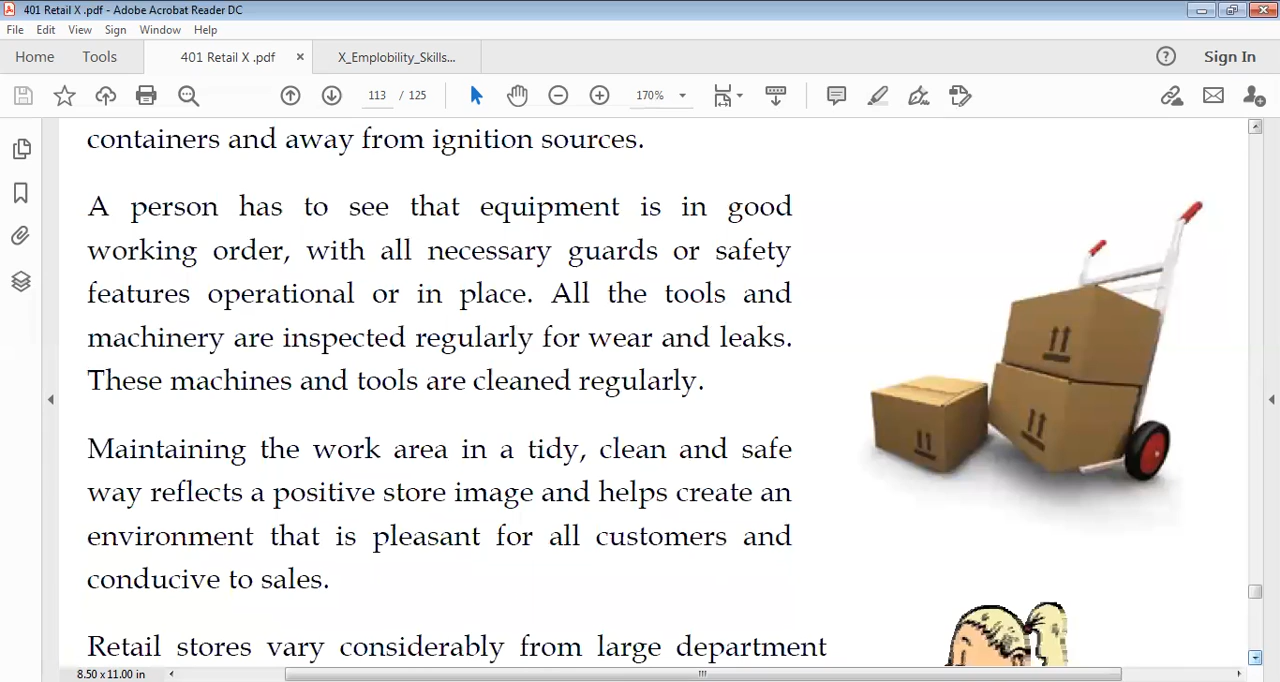 401 Retail X .pdf - Adobe Acrobat Reader DC
File Edit View Sign Window Help
Home Tools 401 Retail X .pdf × X_Emplobility_Skills... ? Sign In
113 / 125 170%
containers and away from ignition sources.
A person has to see that equipment is in good
working order, with all necessary guards or safety
features operational or in place. All the tools and
machinery are inspected regularly for wear and leaks.
These machines and tools are cleaned regularly.
Maintaining the work area in a tidy, clean and safe
way reflects a positive store image and helps create an
environment that is pleasant for all customers and
conducive to sales.
Retail stores vary considerably from large department
8.50 x 11.00 in